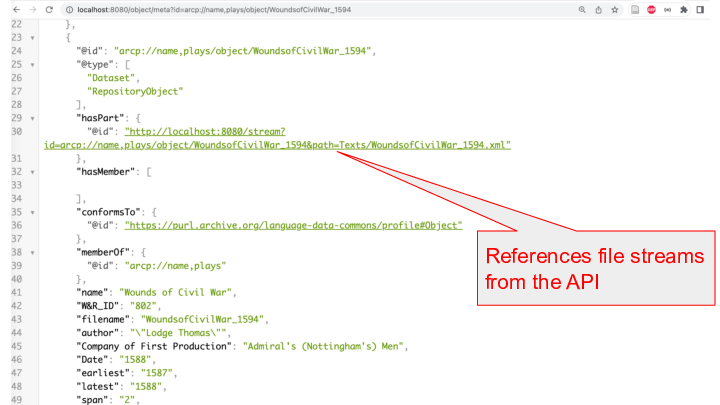 localhost:8080/object/meta?id=arcp://name,plays/object/WoundsofCivilWar_1594
22 },
23 {
24 "@id": "arcp://name,plays/object/WoundsofCivilWar_1594",
25 "@type": [
26 "Dataset",
27 "RepositoryObject"
28 ],
29 "hasPart": {
30 "@id": "http://localhost:8080/stream?
id=arcp://name,plays/object/WoundsofCivilWar_1594&path=Texts/WoundsofCivilWar_1594.xml"
31 },
32 "hasMember": [
33
34 ],
35 "conformsTo": {
36 "@id": "https://purl.archive.org/language-data-commons/profile#Object"
37 },
38 "memberOf": {
39 "@id": "arcp://name,plays"
40 },
41 "name": "Wounds of Civil War",
42 "W&R_ID": "802",
43 "filename": "WoundsofCivilWar_1594",
44 "author": "\"Lodge Thomas\"",
45 "Company of First Production": "Admiral's (Nottingham's) Men",
46 "Date": "1588",
47 "earliest": "1587",
48 "latest": "1588",
49 "span": "2",
References file streams
from the API